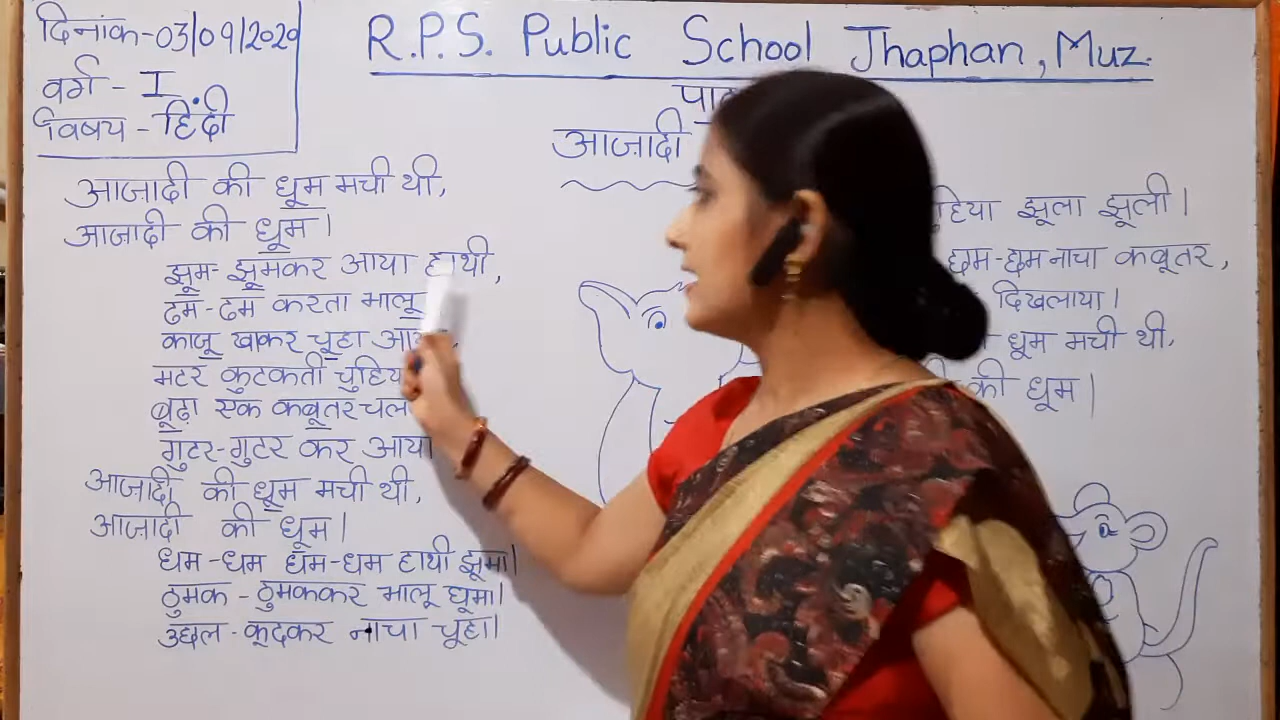 दिनांक-03/09/2020
वर्ग - I
विषय - हिंदी
R.P.S. Public School Jhaphan, Muz.
आज़ादी
आज़ादी की धूम मची थी,
आज़ादी की धूम।
झूम-झूमकर आया हाथी,
ढम-ढम करता भालू
काजू खाकर चूहा
मटर कुटकती
बूढ़ा एक कबूतर
गुटर-गुटर कर आया
आज़ादी की धूम मची थी,
आज़ादी की धूम।
धम-धम धम-धम हाथी झूमा।
ठुमक-ठुमककर भालू घूमा।
उछल-कूदकर नाचा चूहा।
झूला झूली।
छम-छम नाचा कबूतर,
दिखलाया।
धूम मची थी,
की धूम।